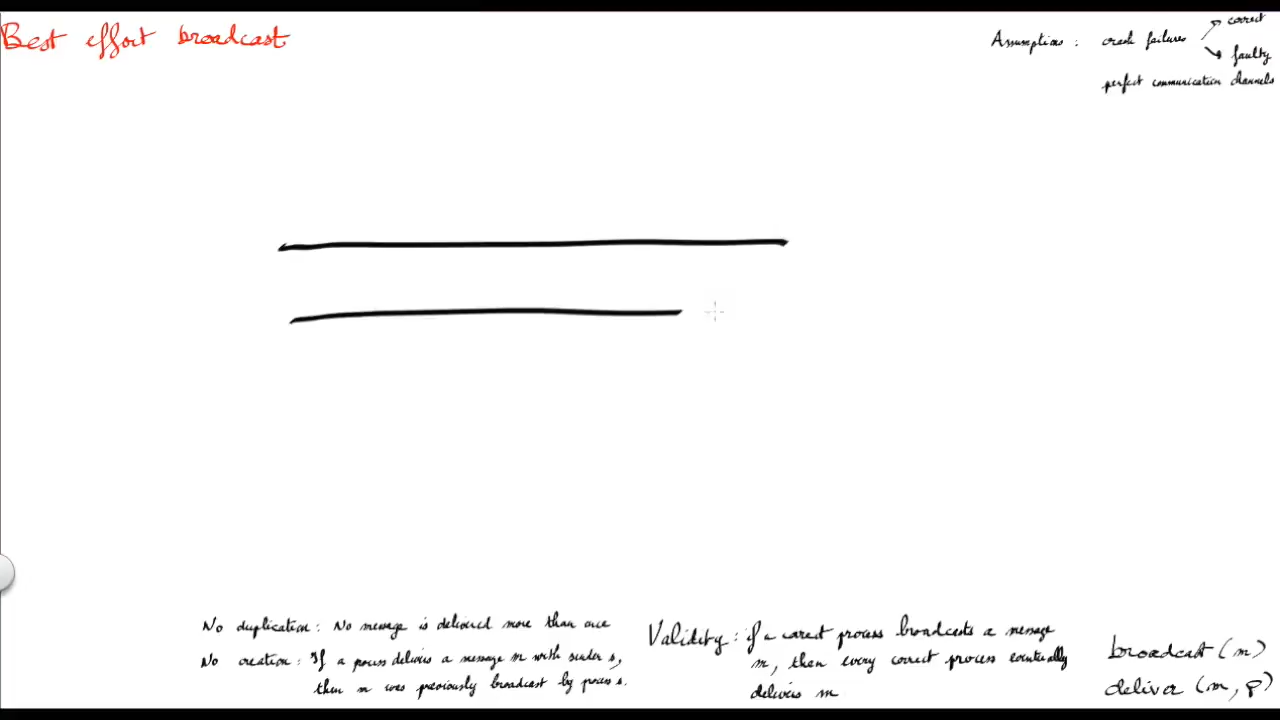 Best effort broadcast
Assumptions : crash failures
correct
faulty
perfect communication channels
No duplication : No message is delivered more than once
No creation : If a process delivers a message m with sender s,
then m was previously broadcast by process s.
Validity : if a correct process broadcasts a message
m, then every correct process eventually
delivers m
broadcast (m)
deliver (m, p)